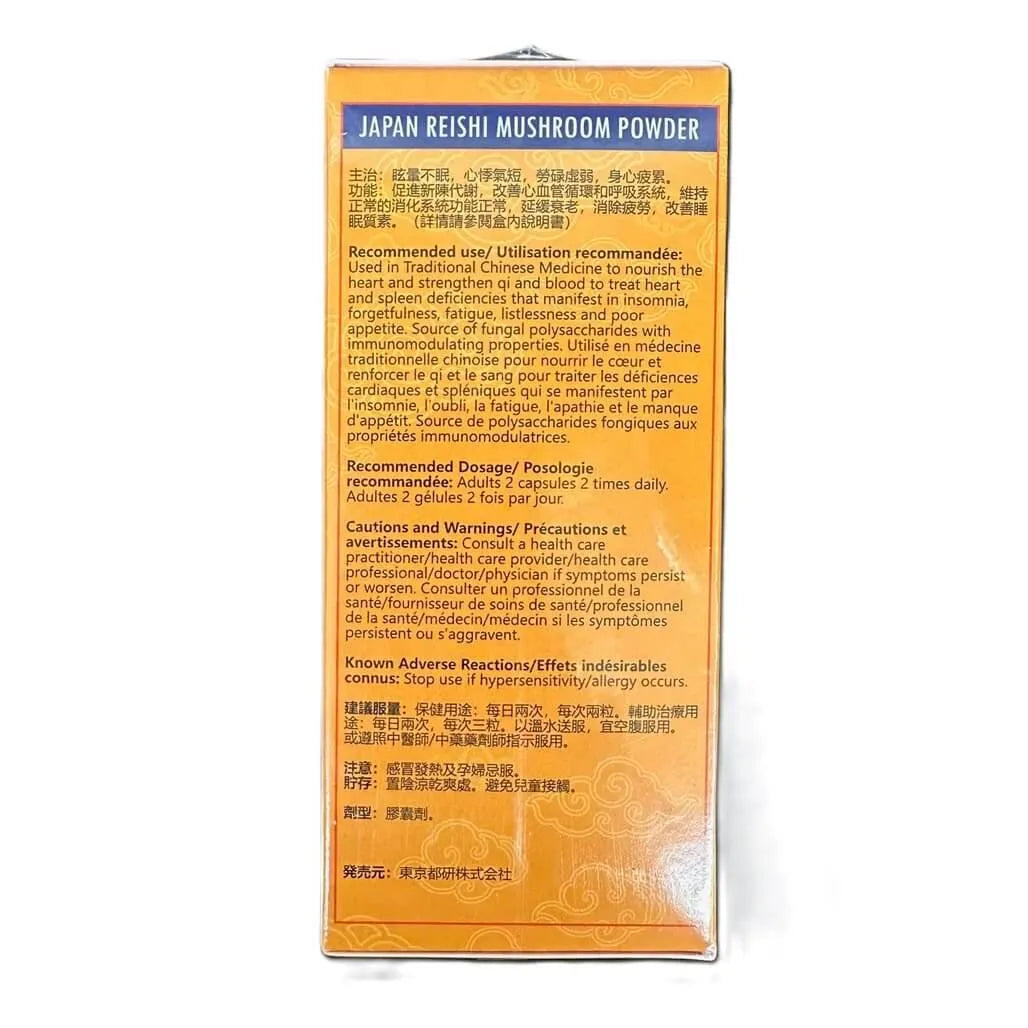 JAPAN REISHI MUSHROOM POWDER
主治：眩暈不眠，心悸氣短，勞碌虛弱，身心疲累。
功能：促進新陳代謝，改善心血管循環和呼吸系統，維持
正常的消化系統功能正常，延緩衰老，消除疲勞，改善睡
眠質素。（詳情請參閱盒內說明書）
Recommended use/ Utilisation recommandée:
Used in Traditional Chinese Medicine to nourish the
heart and strengthen qi and blood to treat heart
and spleen deficiencies that manifest in insomnia,
forgetfulness, fatigue, listlessness and poor
appetite. Source of fungal polysaccharides with
immunomodulating properties. Utilisé en médecine
traditionnelle chinoise pour nourrir le cœur et
renforcer le qi et le sang pour traiter les déficiences
cardiaques et spléniques qui se manifestent par
l'insomnie, l'oubli, la fatigue, l'apathie et le manque
d'appétit. Source de polysaccharides fongiques aux
propriétés immunomodulatrices.
Recommended Dosage/ Posologie
recommandée: Adults 2 capsules 2 times daily.
Adultes 2 gélules 2 fois par jour.
Cautions and Warnings/ Précautions et
avertissements: Consult a health care
practitioner/health care provider/health care
professional/doctor/physician if symptoms persist
or worsen. Consulter un professionnel de la
santé/fournisseur de soins de santé/professionnel
de la santé/médecin/médecin si les symptômes
persistent ou s'aggravent.
Known Adverse Reactions/Effets indésirables
connus: Stop use if hypersensitivity/allergy occurs.
建議服量：保健用途：每日兩次，每次兩粒。輔助治療用
途：每日兩次，每次三粒。以溫水送服，宜空腹服用。
或遵照中醫師/中藥藥劑師指示服用。
注意：感冒發熱及孕婦忌服。
貯存：置陰涼乾爽處。避免兒童接觸。
劑型：膠囊劑。
発売元：東京都研株式会社